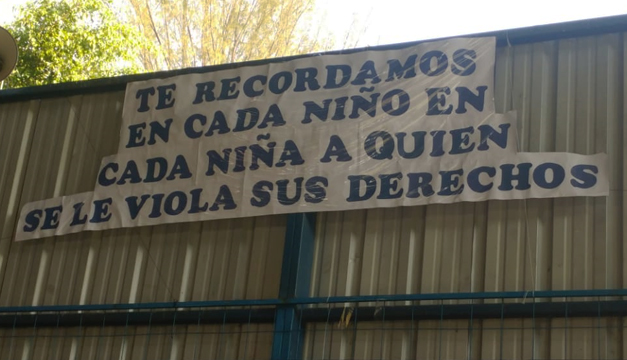 TE RECORDAMOS
EN CADA NIÑO EN
CADA NIÑA A QUIEN
SE LE VIOLA SUS DERECHOS